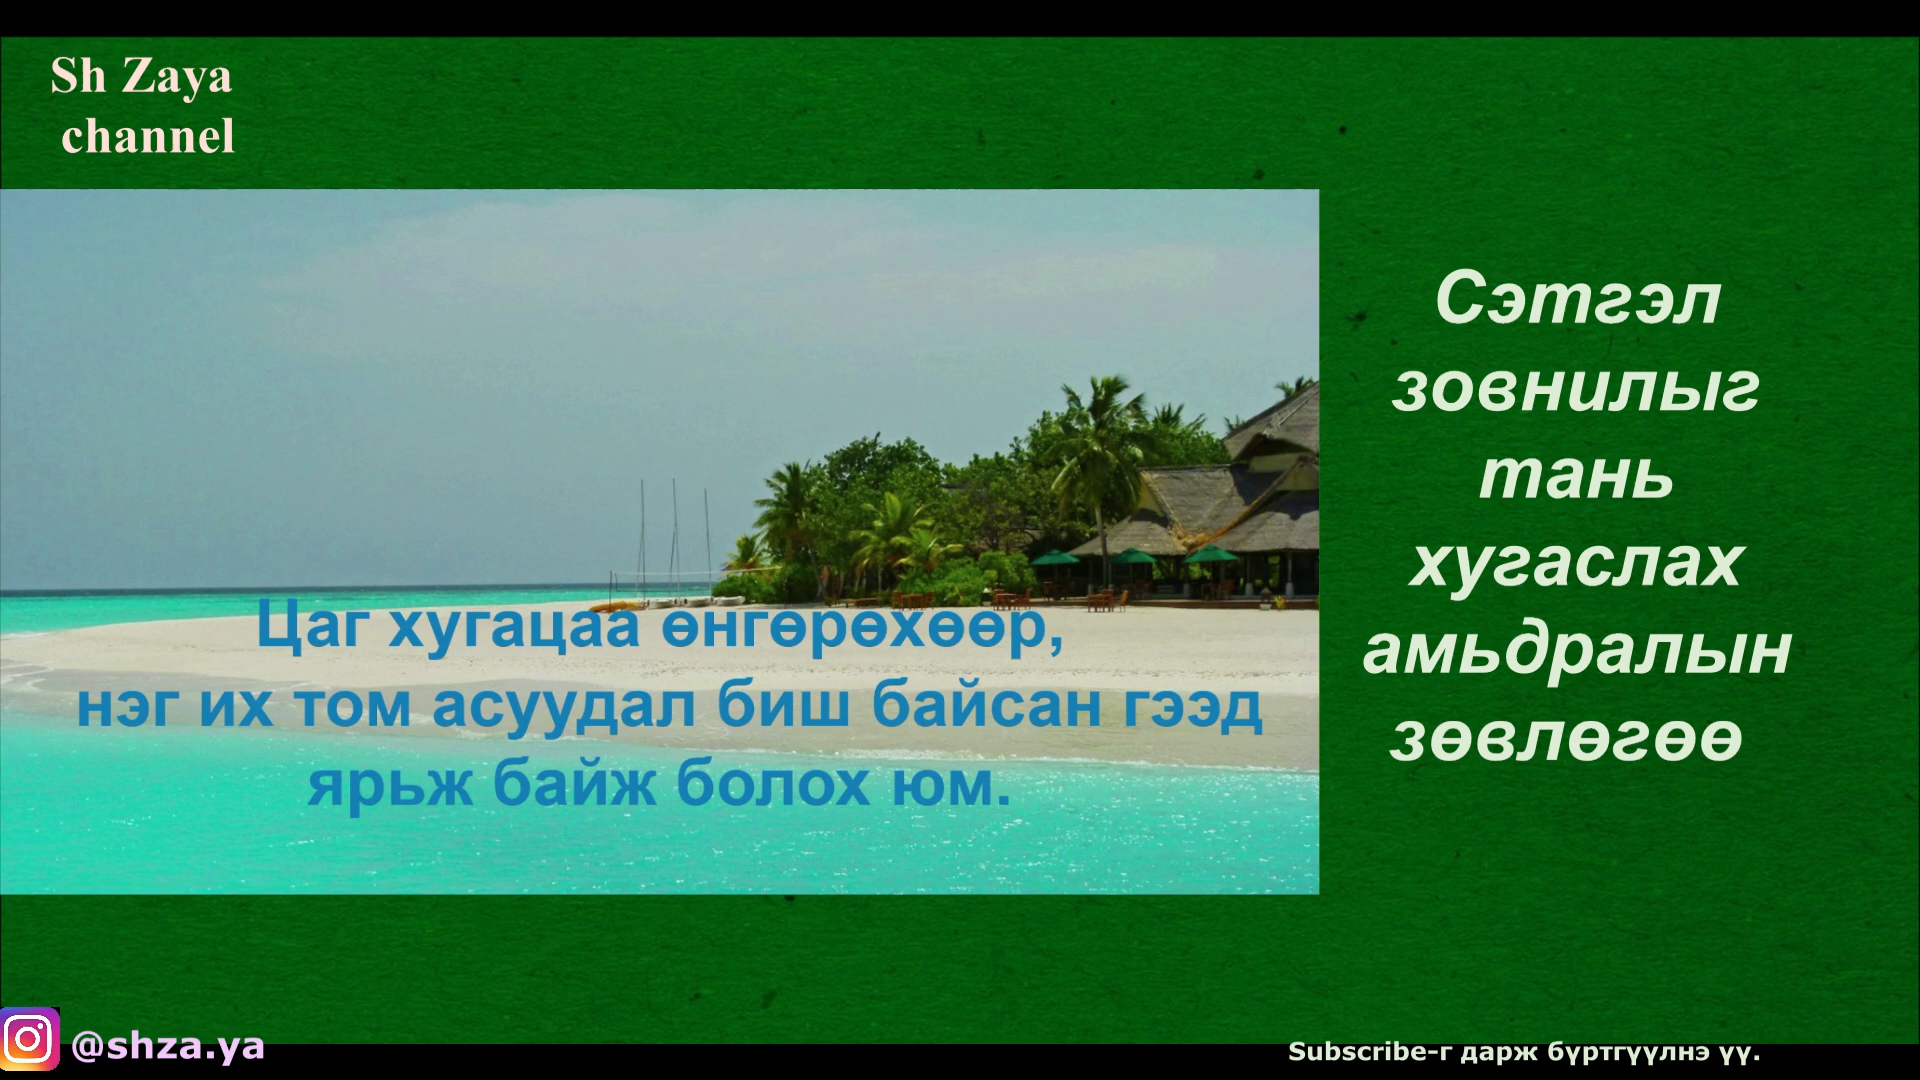 Sh Zaya
channel
Цаг хугацаа өнгөрөхөөр,
нэг их том асуудал биш байсан гээд
ярьж байж болох юм.
Сэтгэл
зовнилыг
тань
хугаслах
амьдралын
зөвлөгөө
@shza.ya
Subscribe-г дарж бүртгүүлнэ үү.